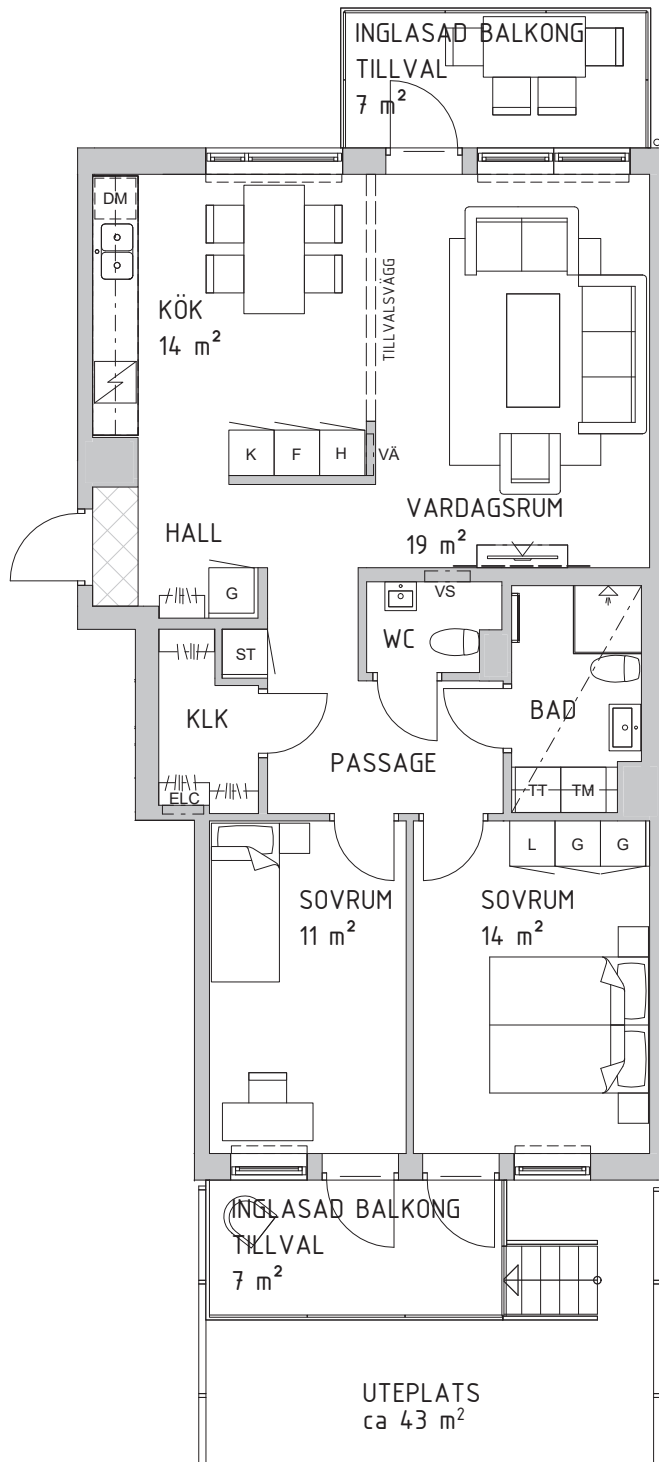 INGLASAD BALKONG
TILLVAL
7 m²
DM
KÖK
14 m²
TILLVALSVÄGG
K F H VÄ
VARDAGSRUM
19 m²
HALL
G
VS
WC
ST
KLK
BAD
PASSAGE
TT TM
ELC
L G G
SOVRUM
11 m²
SOVRUM
14 m²
INGLASAD BALKONG
TILLVAL
7 m²
UTEPLATS
ca 43 m²